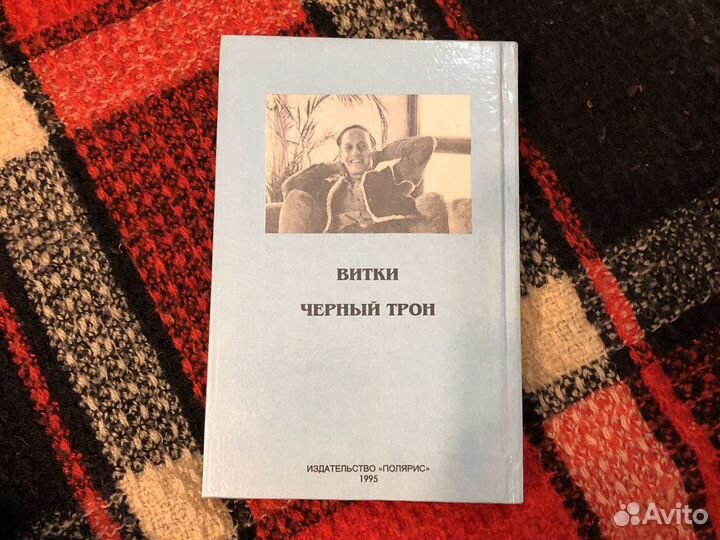 ВИТКИ
ЧЕРНЫЙ ТРОН
ИЗДАТЕЛЬСТВО «ПОЛЯРИС»
1995
Avito